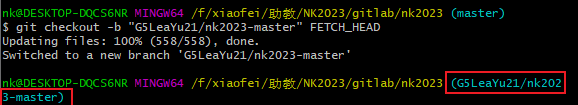 nk@DESKTOP-DQCS6NR MINGW64 /f/xiaofei/助教/NK2023/gitlab/nk2023 (master)
$ git checkout -b "G5LeaYu21/nk2023-master" FETCH_HEAD
Updating files: 100% (558/558), done.
Switched to a new branch 'G5LeaYu21/nk2023-master'
nk@DESKTOP-DQCS6NR MINGW64 /f/xiaofei/助教/NK2023/gitlab/nk2023 (G5LeaYu21/nk202
3-master)